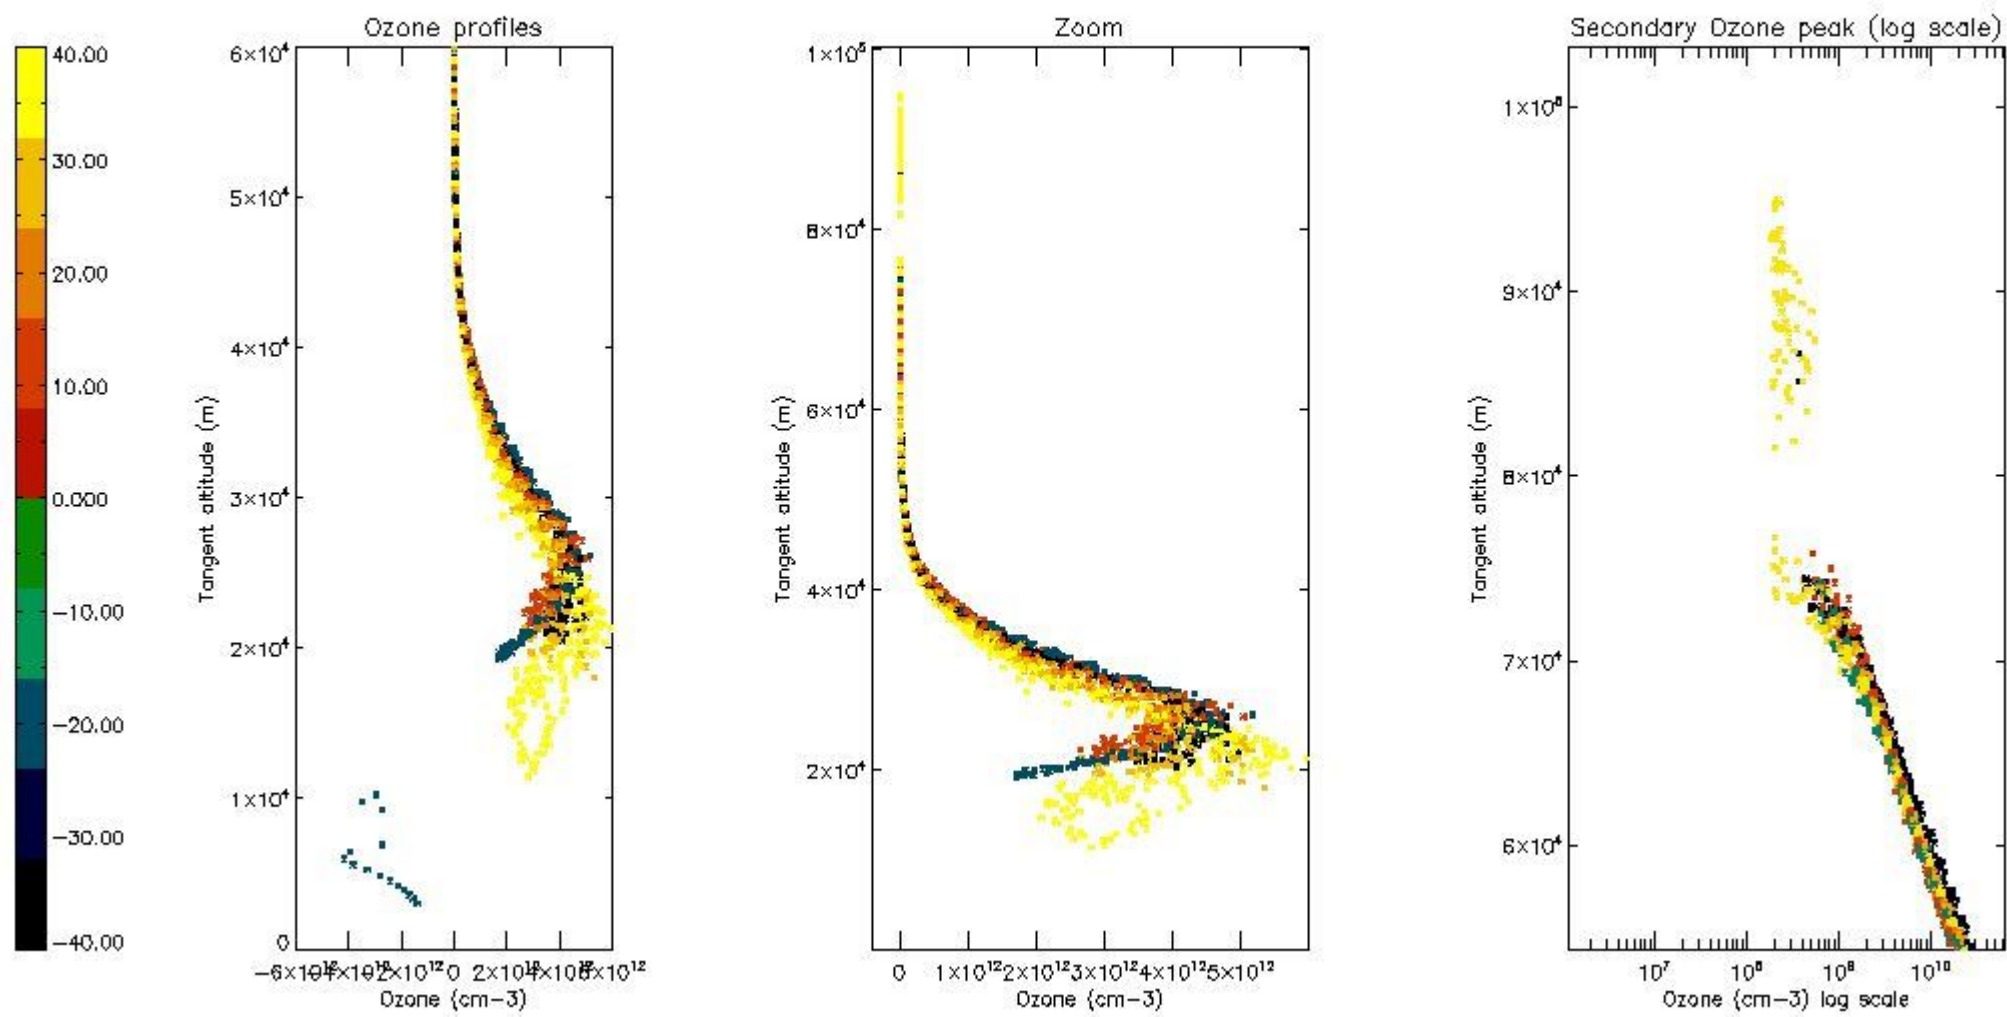 Ozone profiles
Zoom
Secondary Ozone peak (log scale)
40.00
30.00
20.00
10.00
0.000
-10.00
-20.00
-30.00
-40.00
6×10⁴
5×10⁴
4×10⁴
3×10⁴
2×10⁴
1×10⁴
0
Tangent altitude (m)
0
Ozone (cm-3)
1×10⁵
8×10⁴
6×10⁴
4×10⁴
2×10⁴
Tangent altitude (m)
0 1×10¹² 2×10¹² 3×10¹² 4×10¹² 5×10¹²
Ozone (cm-3)
9×10⁴
8×10⁴
7×10⁴
6×10⁴
Tangent altitude (m)
10⁷ 10⁸ 10⁹ 10¹⁰
Ozone (cm-3) log scale